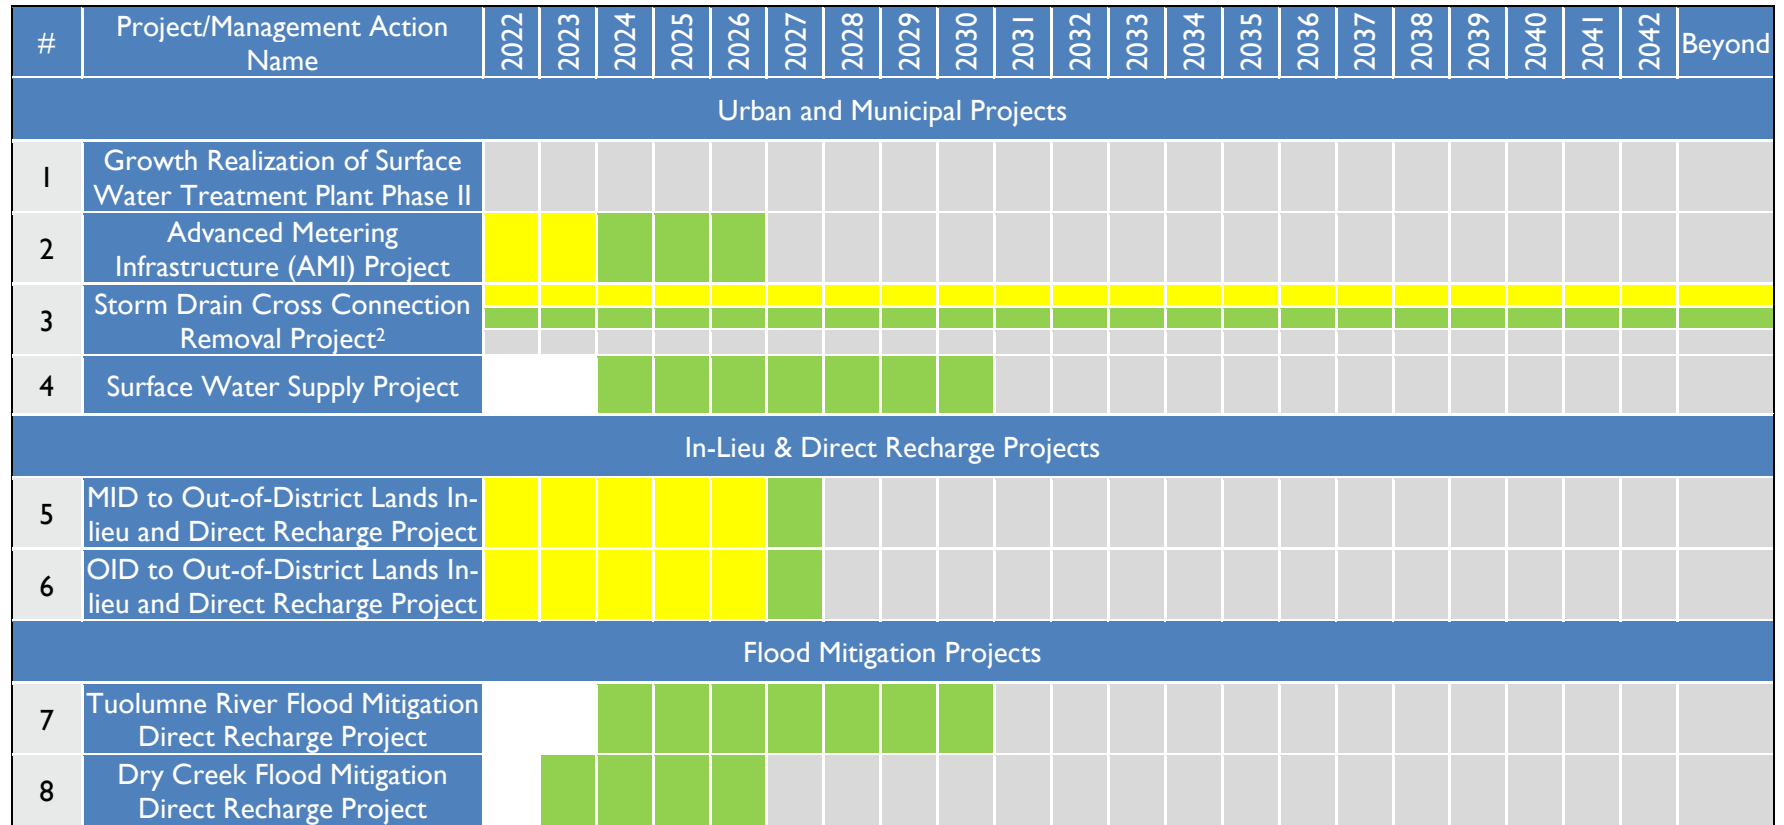 # Project/Management Action Name 2022 2023 2024 2025 2026 2027 2028 2029 2030 2031 2032 2033 2034 2035 2036 2037 2038 2039 2040 2041 2042 Beyond
Urban and Municipal Projects
1 Growth Realization of Surface
Water Treatment Plant Phase II
2 Advanced Metering
Infrastructure (AMI) Project
3 Storm Drain Cross Connection
Removal Project2
4 Surface Water Supply Project
In-Lieu & Direct Recharge Projects
5 MID to Out-of-District Lands In-
lieu and Direct Recharge Project
6 OID to Out-of-District Lands In-
lieu and Direct Recharge Project
Flood Mitigation Projects
7 Tuolumne River Flood Mitigation
Direct Recharge Project
8 Dry Creek Flood Mitigation
Direct Recharge Project